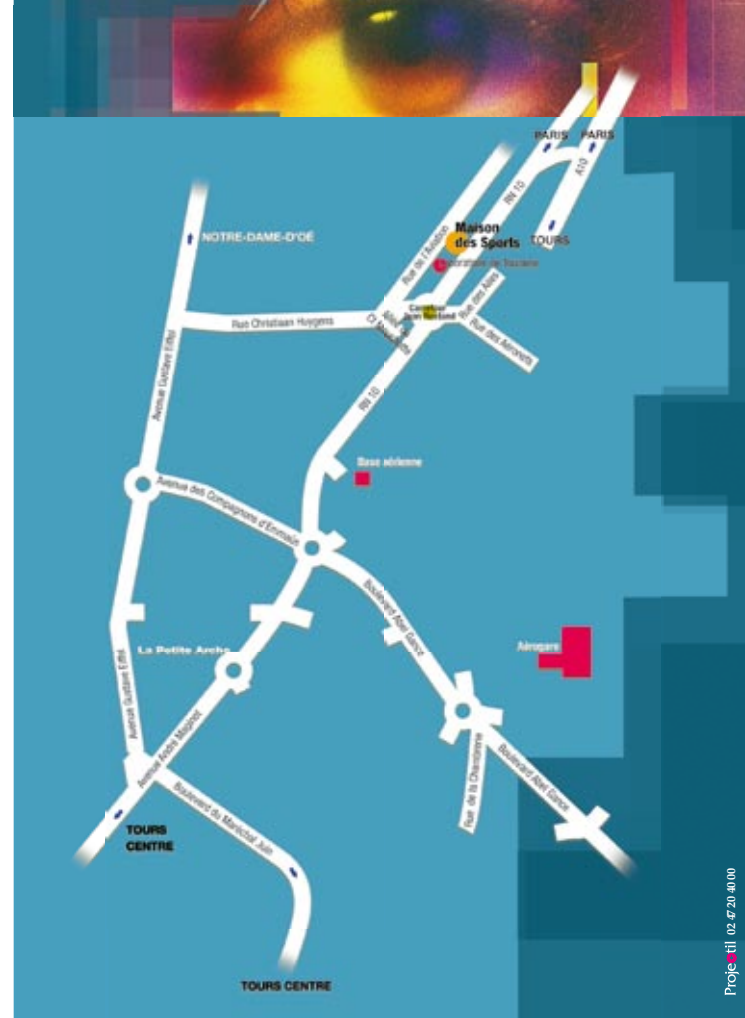 PARIS PARIS
A10
RN 10
NOTRE-DAME-D'OÉ
Maison
des Sports
TOURS
Rue de l'Aviation
Laboratoire de Touraine
Rue des Ailes
Carrefour
Rue des Aéronefs
Rue Christiaan Huygens
Avenue Gustave Eiffel
RN 10
Base aérienne
Avenue des Compagnons d'Emmaüs
Boulevard Abel Gance
La Petite Arche
Aérogare
Avenue Gustave Eiffel
Avenue André Maginot
Rue de la Chambrerie
Boulevard Abel Gance
Boulevard du Maréchal Juin
TOURS
CENTRE
TOURS CENTRE
Projectil 02 47 20 40 00